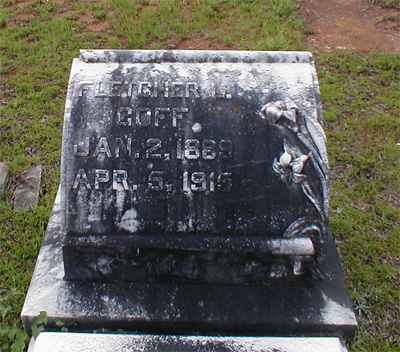 FLETCHER L.
GOFF
JAN. 2, 1889
APR. 5, 1915